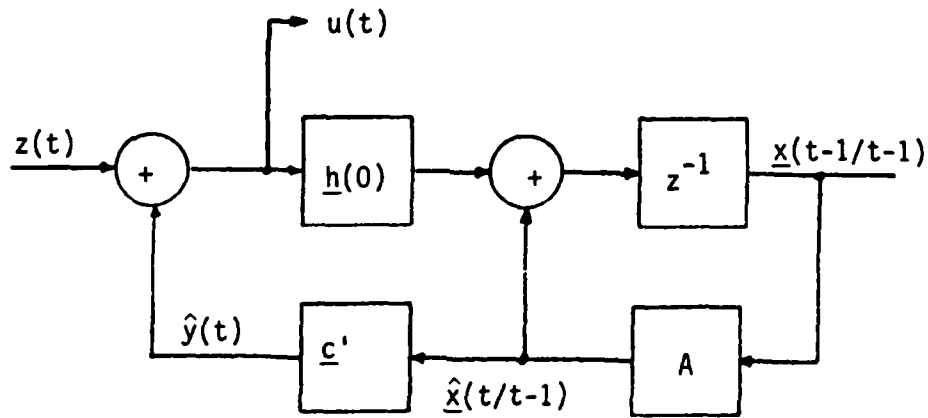 u(t)
z(t)
+
h(0)
+
z⁻¹
x(t-1/t-1)
ŷ(t)
c'
x̂(t/t-1)
A